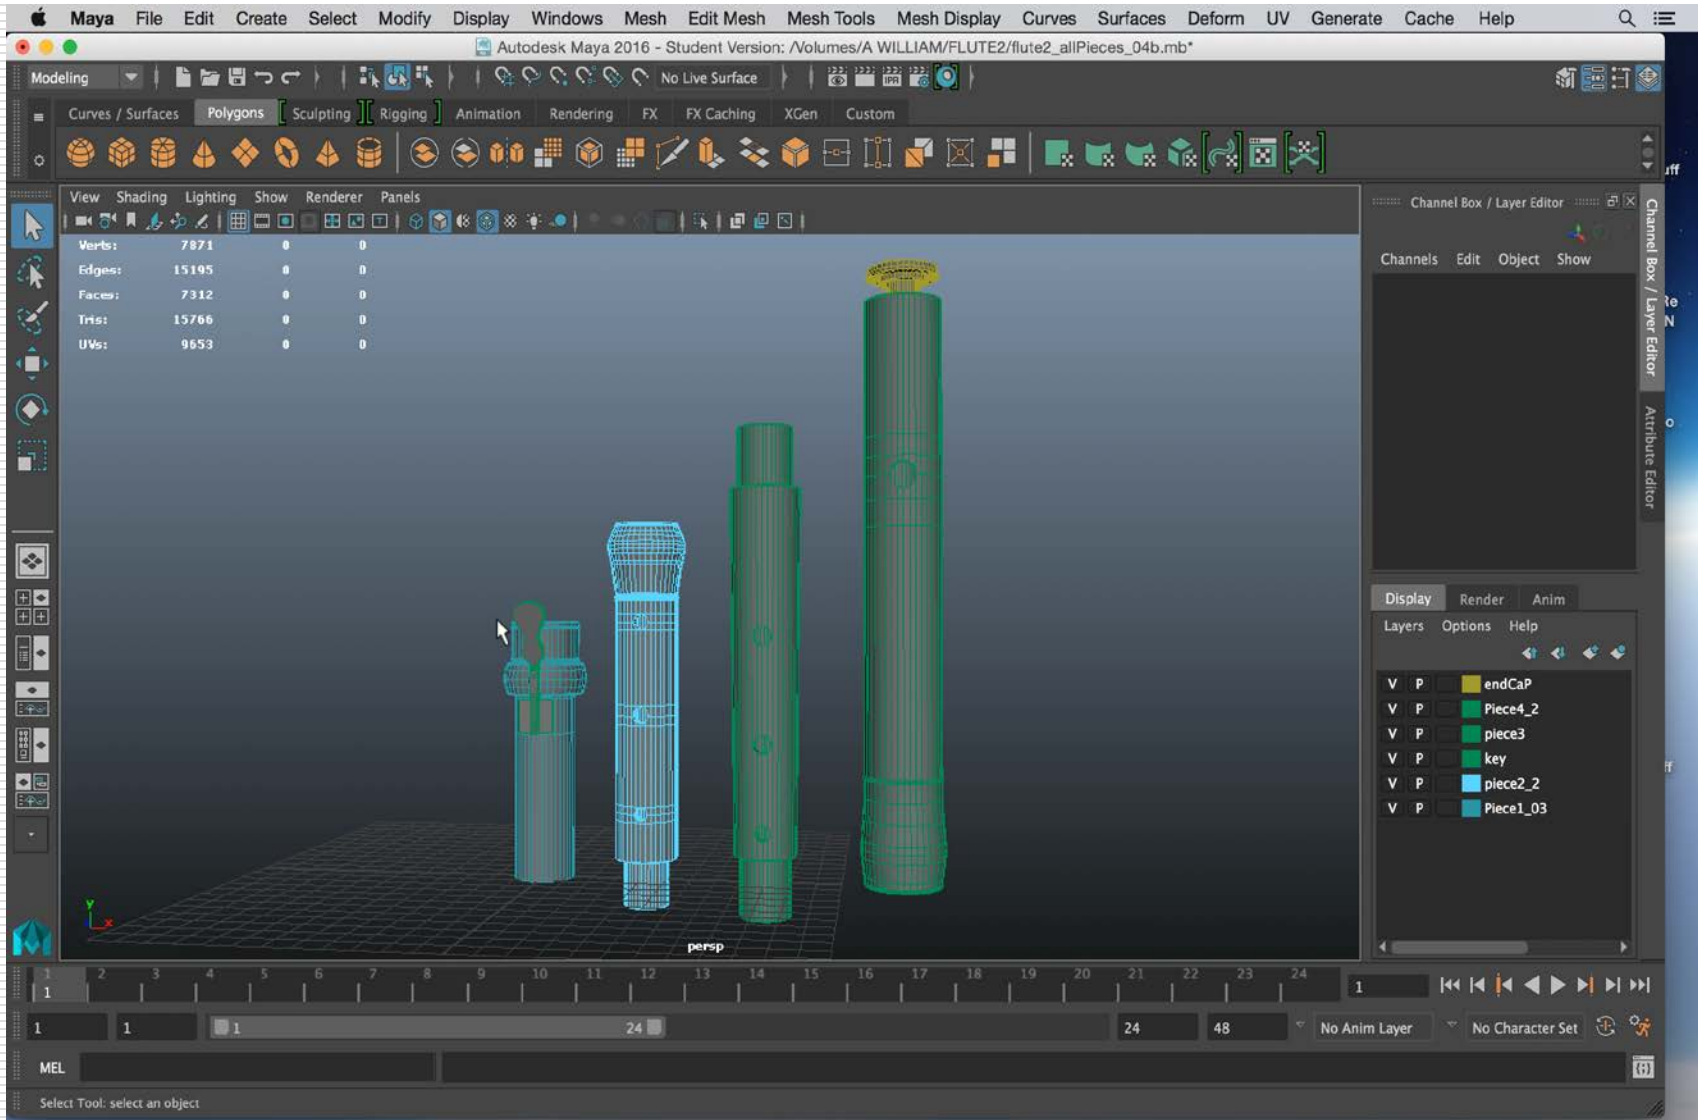 Maya File Edit Create Select Modify Display Windows Mesh Edit Mesh Mesh Tools Mesh Display Curves Surfaces Deform UV Generate Cache Help
Autodesk Maya 2016 - Student Version: /Volumes/A WILLIAM/FLUTE2/flute2_allPieces_04b.mb*
Modeling No Live Surface
Curves / Surfaces Polygons Sculpting Rigging Animation Rendering FX FX Caching XGen Custom
View Shading Lighting Show Renderer Panels
Verts: 7871 0 0
Edges: 15195 0 0
Faces: 7312 0 0
Tris: 15766 0 0
UVs: 9653 0 0
persp
Channel Box / Layer Editor
Channels Edit Object Show
Channel Box / Layer Editor
Attribute Editor
Display Render Anim
Layers Options Help
V P endCaP
V P Piece4_2
V P piece3
V P key
V P piece2_2
V P Piece1_03
1 2 3 4 5 6 7 8 9 10 11 12 13 14 15 16 17 18 19 20 21 22 23 24
1 1
1 1 1 24 24 48 No Anim Layer No Character Set
MEL
Select Tool: select an object